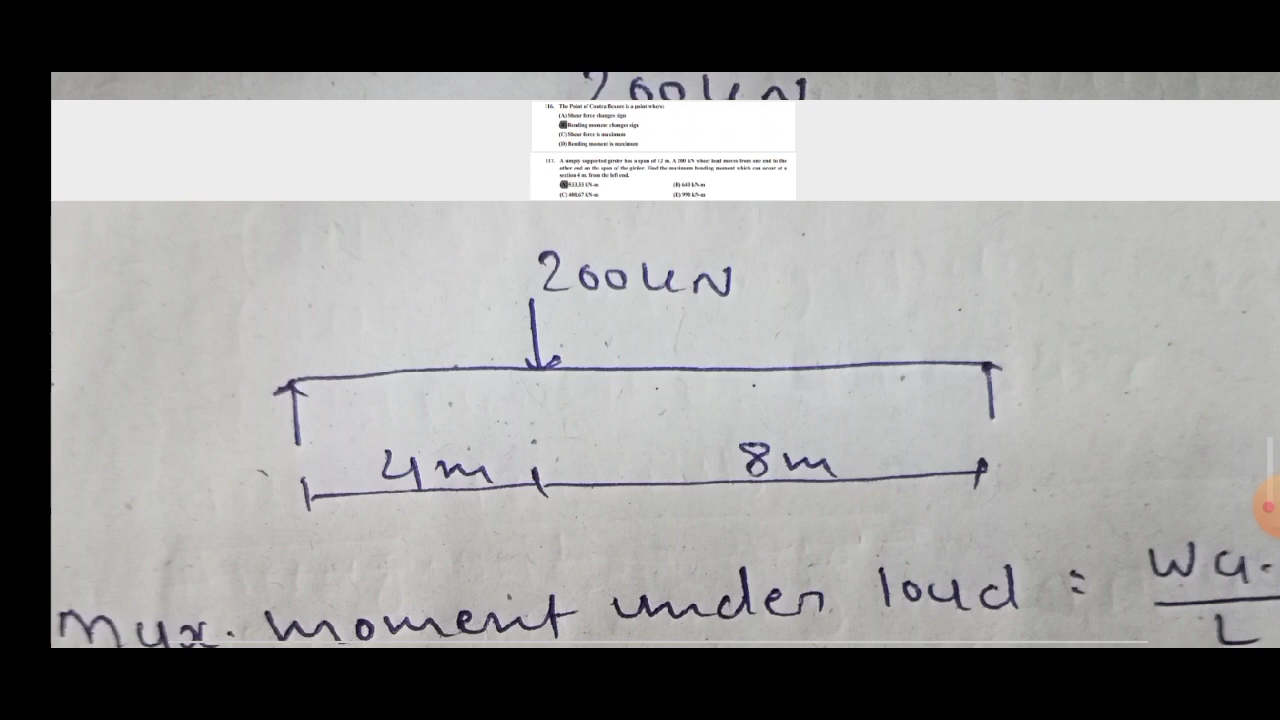 200kN
116. The Point of Contraflexure is a point where:
(A) Shear force changes sign
(B) Bending moment changes sign
(C) Shear force is maximum
(D) Bending moment is maximum
117. A simply supported girder has a span of 12 m. A 200 kN wheel load moves from one end to the
other end on the span of the girder. Find the maximum bending moment which can occur at a
section 4 m. from the left end.
(A) 533.33 kN-m (B) 640 kN-m
(C) 400.67 kN-m (E) 990 kN-m
200kN
4m 8m
Max. moment under load = Wa.
L